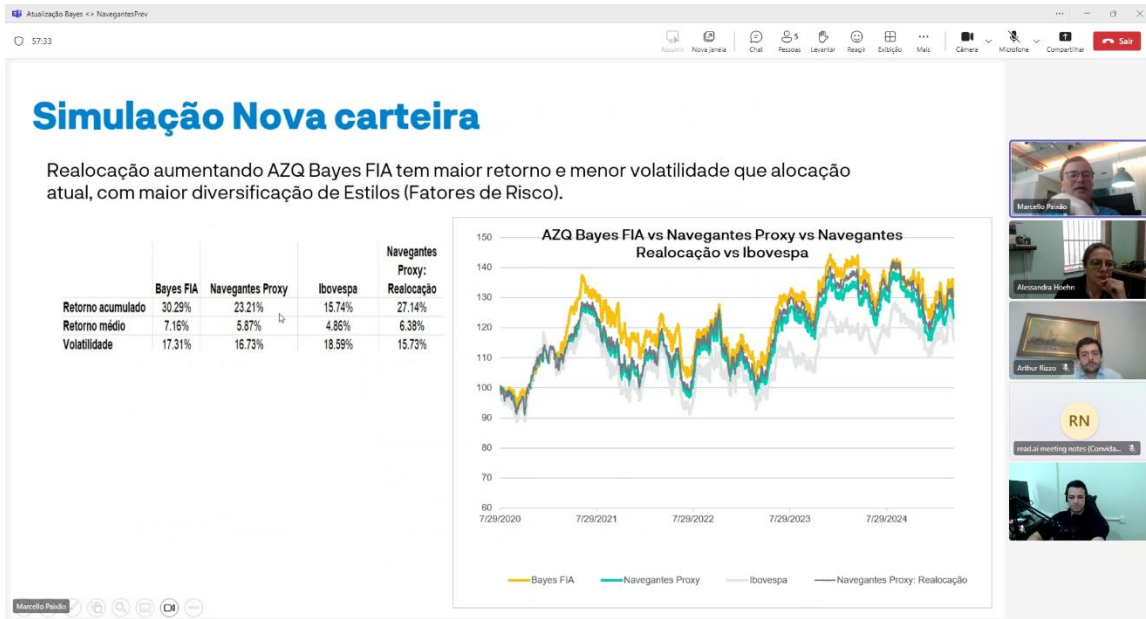 Atualização Bayes <> NavegantesPrev
57:33
Assumir
Nova janela
Chat
5
Pessoas
Levantar
Reagir
Exibição
Mais
Câmera
Microfone
Compartilhar
Sair
Simulação Nova carteira
Realocação aumentando AZQ Bayes FIA tem maior retorno e menor volatilidade que alocação
atual, com maior diversificação de Estilos (Fatores de Risco).
Navegantes
Proxy:
Bayes FIA Navegantes Proxy Ibovespa Realocação
Retorno acumulado 30.29% 23.21% 15.74% 27.14%
Retorno médio 7.16% 5.87% 4.86% 6.38%
Volatilidade 17.31% 16.73% 18.59% 15.73%
AZQ Bayes FIA vs Navegantes Proxy vs Navegantes
Realocação vs Ibovespa
150
140
130
120
110
100
90
80
70
60
7/29/2020 7/29/2021 7/29/2022 7/29/2023 7/29/2024
Bayes FIA Navegantes Proxy Ibovespa Navegantes Proxy: Realocação
Marcello Paixão
Marcello Paixão
Alessandra Hoehn
Arthur Rizzo
RN
read.ai meeting notes (Convida...